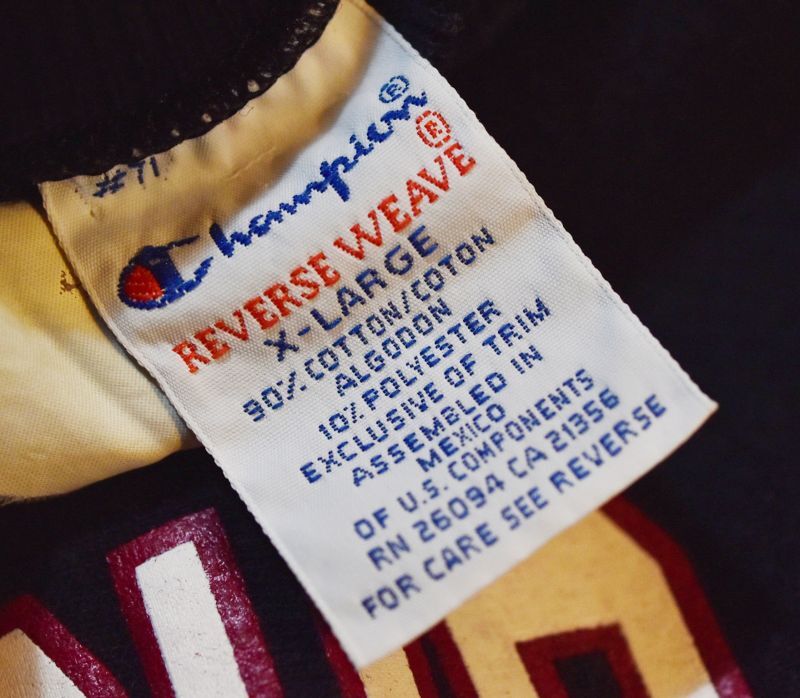 #71
Champion®
REVERSE WEAVE®
X-LARGE
90% COTTON/COTON
ALGODON
10% POLYESTER
EXCLUSIVE OF TRIM
ASSEMBLED IN
MEXICO
OF U.S. COMPONENTS
RN 26094 CA 21356
FOR CARE SEE REVERSE